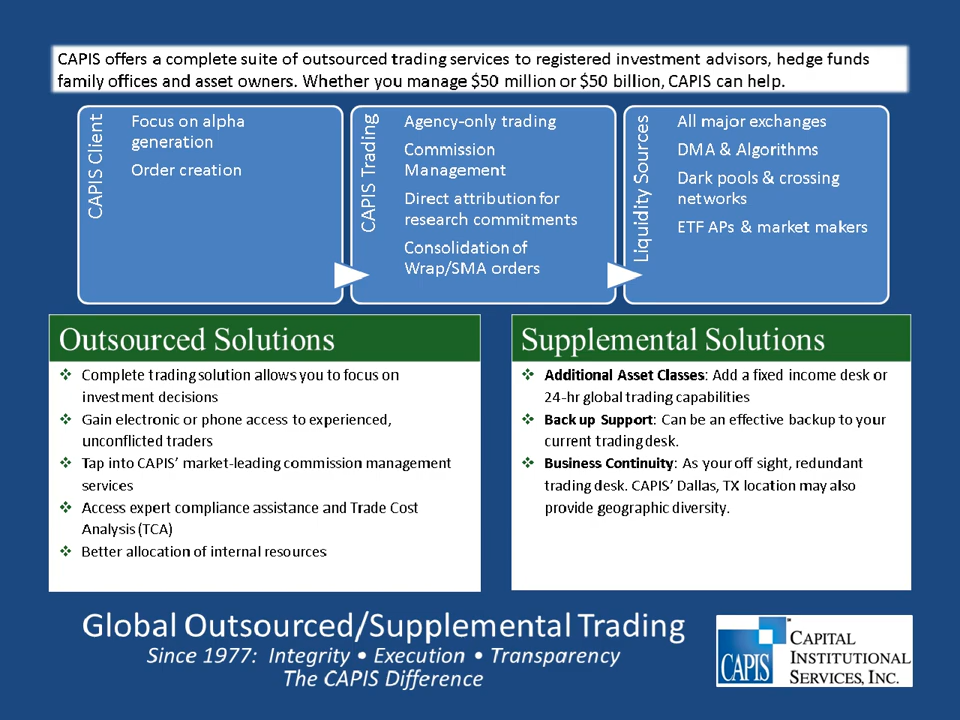 CAPIS offers a complete suite of outsourced trading services to registered investment advisors, hedge funds
family offices and asset owners. Whether you manage $50 million or $50 billion, CAPIS can help.
CAPIS Client
Focus on alpha
generation
Order creation
CAPIS Trading
Agency-only trading
Commission
Management
Direct attribution for
research commitments
Consolidation of
Wrap/SMA orders
Liquidity Sources
All major exchanges
DMA & Algorithms
Dark pools & crossing
networks
ETF APs & market makers
Outsourced Solutions
❖ Complete trading solution allows you to focus on
investment decisions
❖ Gain electronic or phone access to experienced,
unconflicted traders
❖ Tap into CAPIS’ market-leading commission management
services
❖ Access expert compliance assistance and Trade Cost
Analysis (TCA)
❖ Better allocation of internal resources
Supplemental Solutions
❖ Additional Asset Classes: Add a fixed income desk or
24-hr global trading capabilities
❖ Back up Support: Can be an effective backup to your
current trading desk.
❖ Business Continuity: As your off sight, redundant
trading desk. CAPIS’ Dallas, TX location may also
provide geographic diversity.
Global Outsourced/Supplemental Trading
Since 1977: Integrity • Execution • Transparency
The CAPIS Difference
CAPIS™
CAPITAL
INSTITUTIONAL
SERVICES, INC.